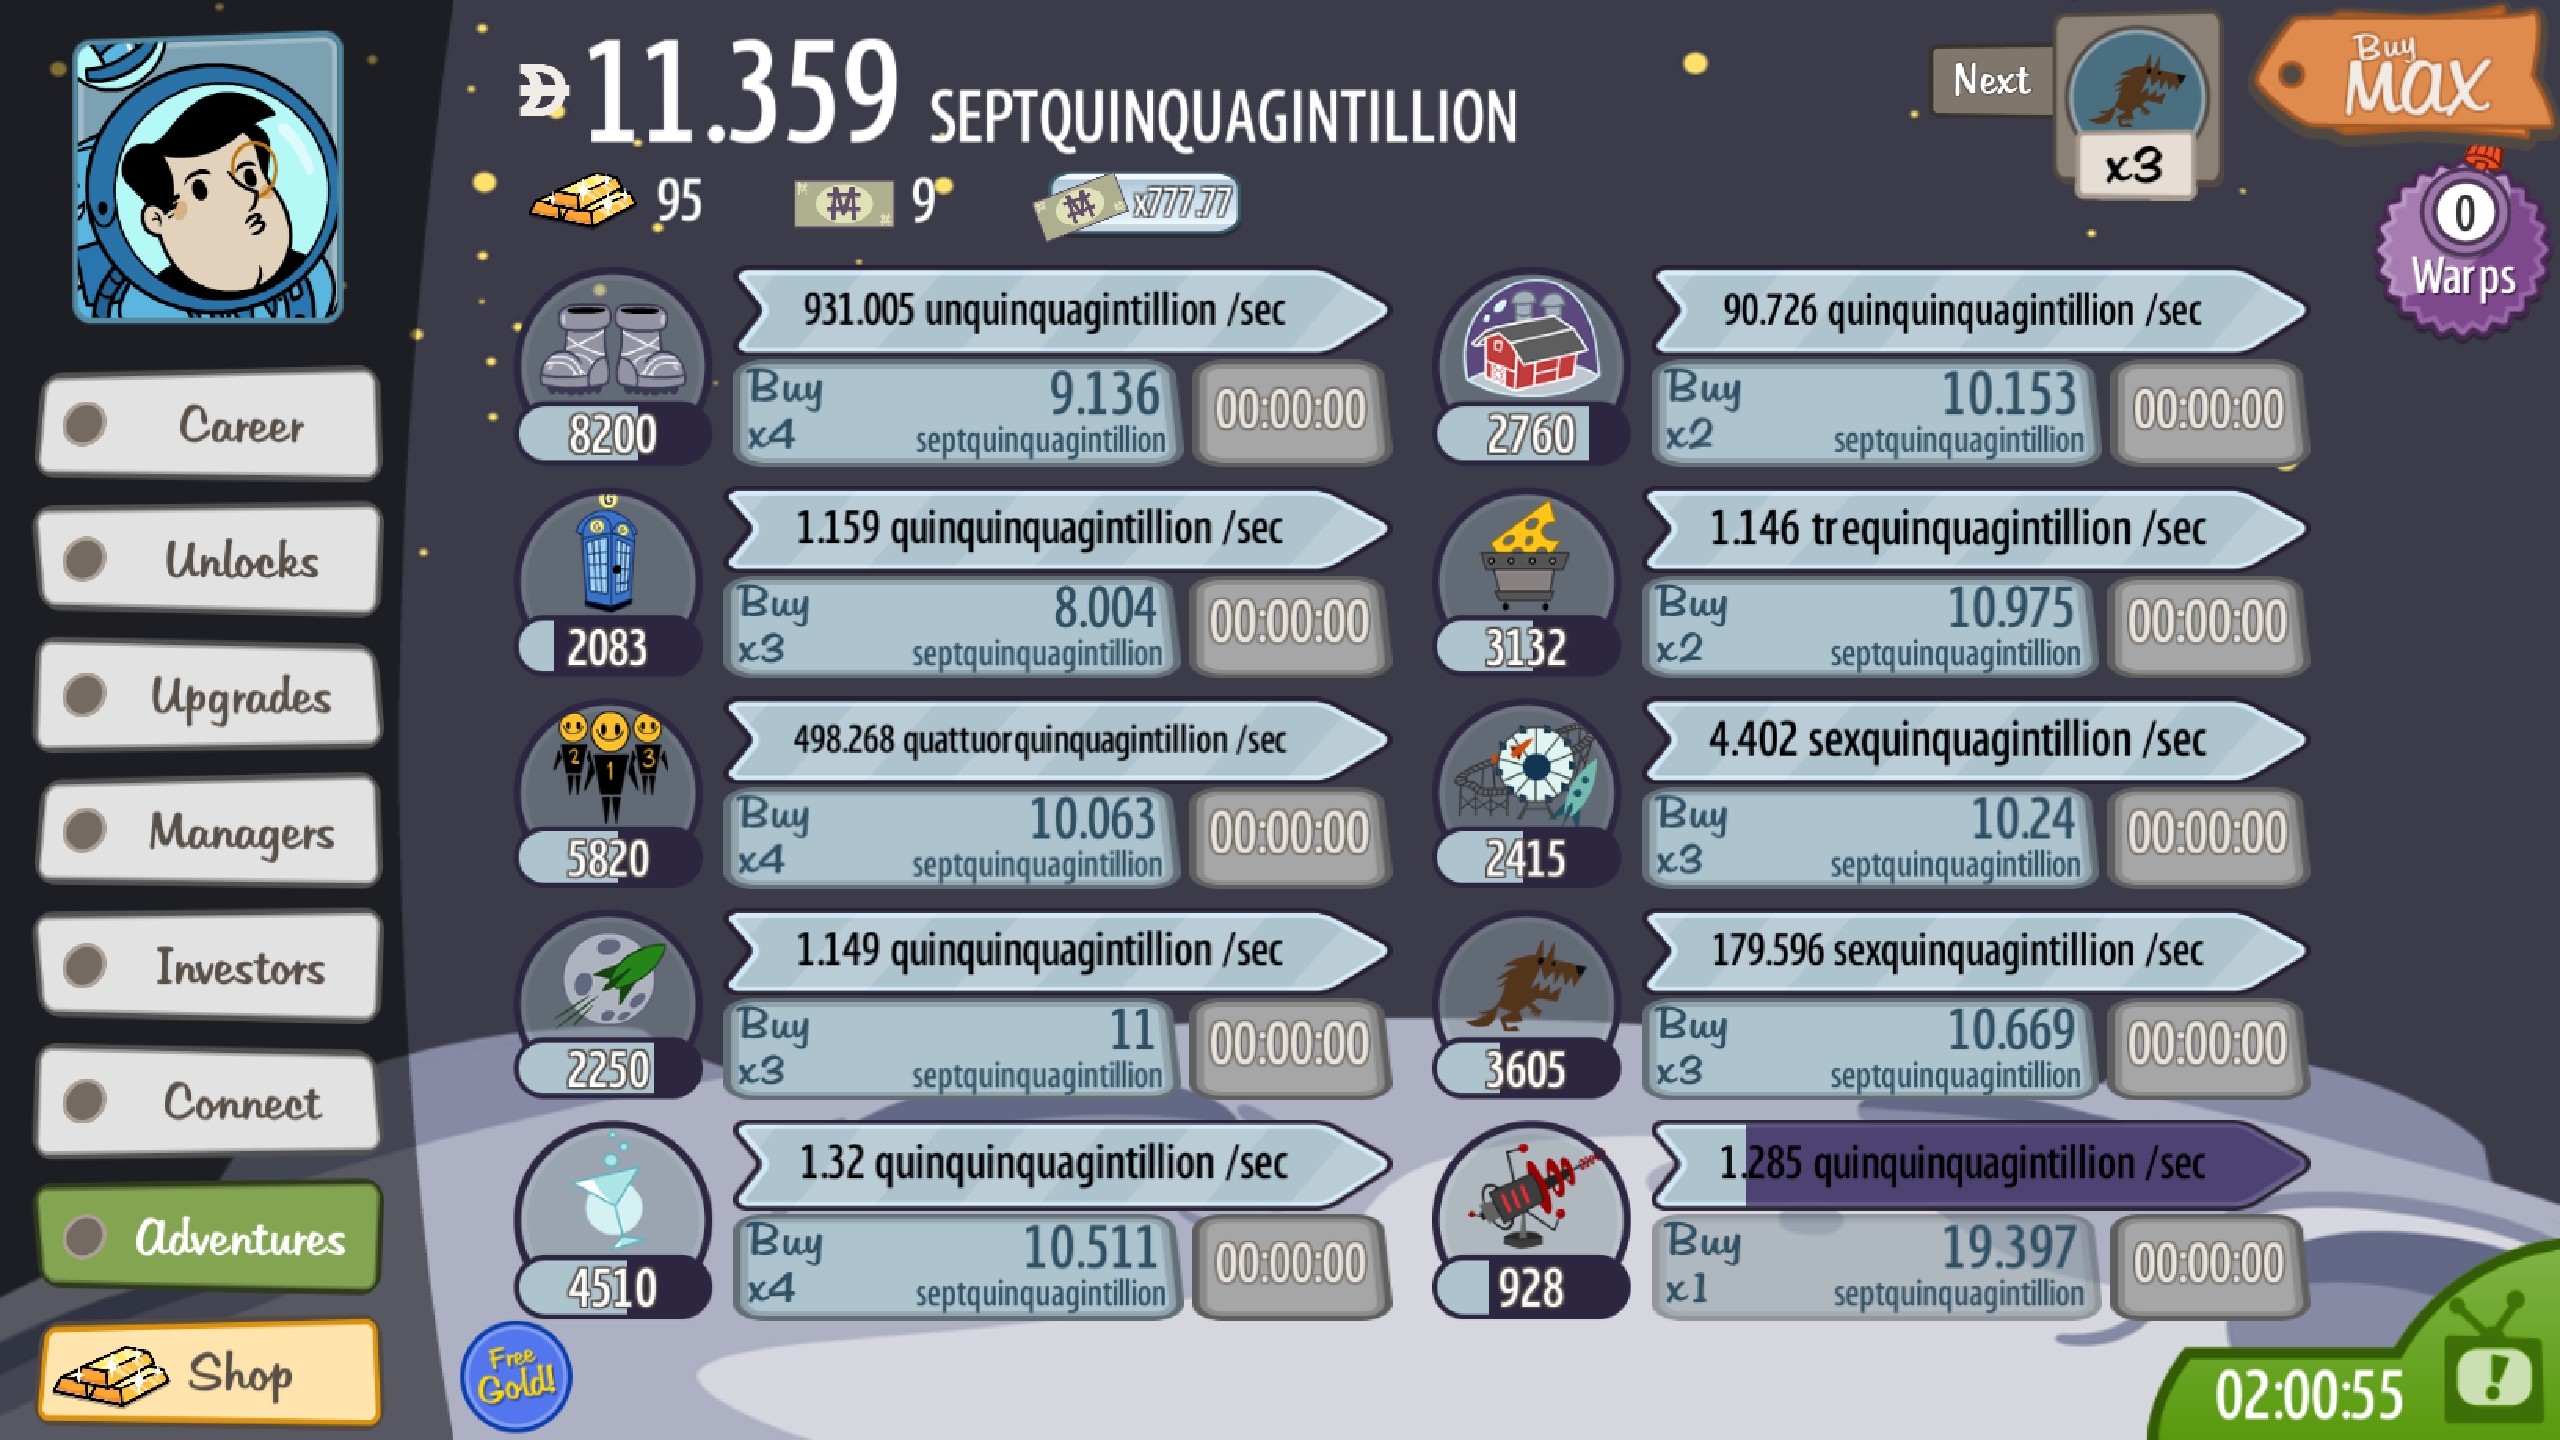 11.359 SEPTQUINQUAGINTILLION
95
9
x777.77
Next
x3
Buy
MAX
0
Warps
Career
Unlocks
Upgrades
Managers
Investors
Connect
Adventures
Shop
931.005 unquinquagintillion /sec
8200
Buy
x4
9.136
septquinquagintillion
00:00:00
90.726 quinquinquagintillion /sec
2760
Buy
x2
10.153
septquinquagintillion
00:00:00
G
1.159 quinquinquagintillion /sec
2083
Buy
x3
8.004
septquinquagintillion
00:00:00
1.146 trequinquagintillion /sec
3132
Buy
x2
10.975
septquinquagintillion
00:00:00
2 1 3
498.268 quattuorquinquagintillion /sec
5820
Buy
x4
10.063
septquinquagintillion
00:00:00
4.402 sexquinquagintillion /sec
2415
Buy
x3
10.24
septquinquagintillion
00:00:00
1.149 quinquinquagintillion /sec
2250
Buy
x3
11
septquinquagintillion
00:00:00
179.596 sexquinquagintillion /sec
3605
Buy
x3
10.669
septquinquagintillion
00:00:00
1.32 quinquinquagintillion /sec
4510
Buy
x4
10.511
septquinquagintillion
00:00:00
1.285 quinquinquagintillion /sec
928
Buy
x1
19.397
septquinquagintillion
00:00:00
Free
Gold!
02:00:55
!